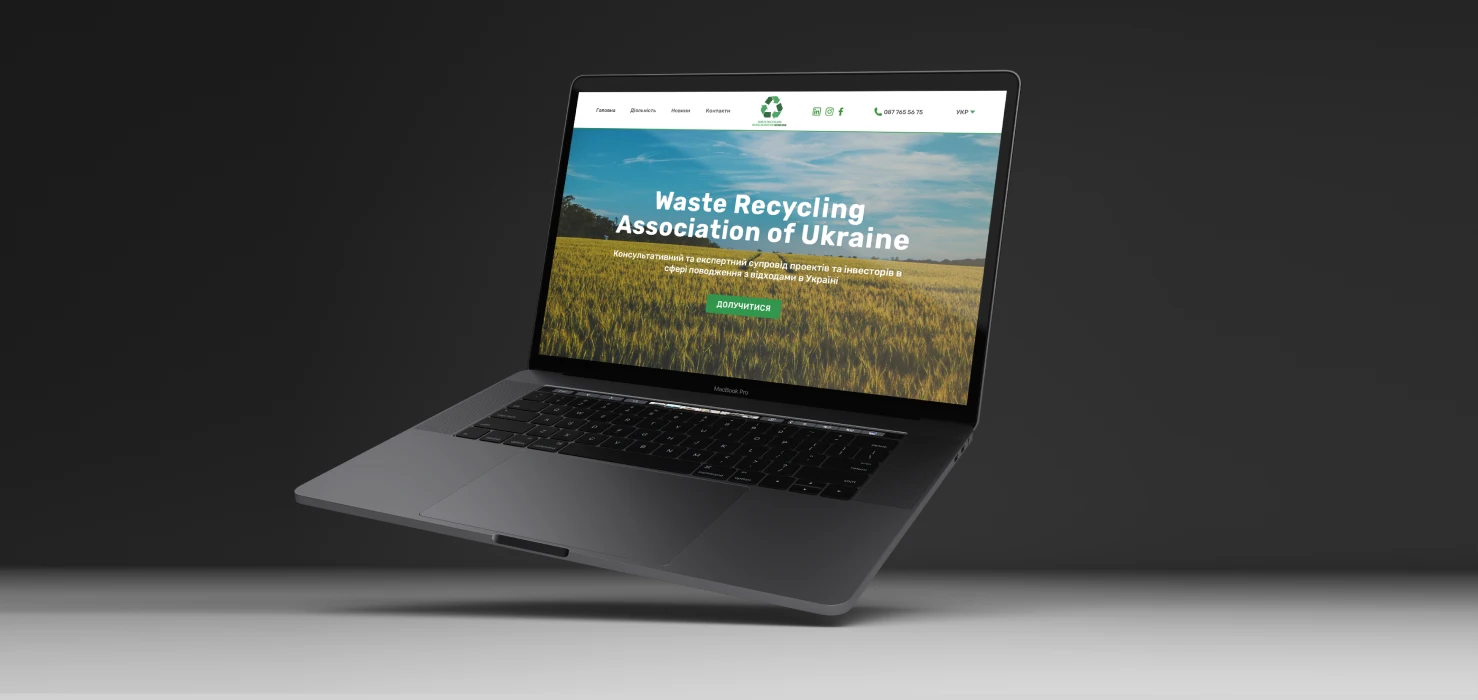 Головна Діяльність Новини Контакти 087 765 56 75 УКР
Waste Recycling
Association of Ukraine
Консультативний та експертний супровід проектів та інвесторів в
сфері поводження з відходами в Україні
ДОЛУЧИТИСЯ
MacBook Pro